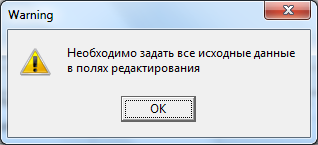 Warning
Необходимо задать все исходные данные
в полях редактирования
OK